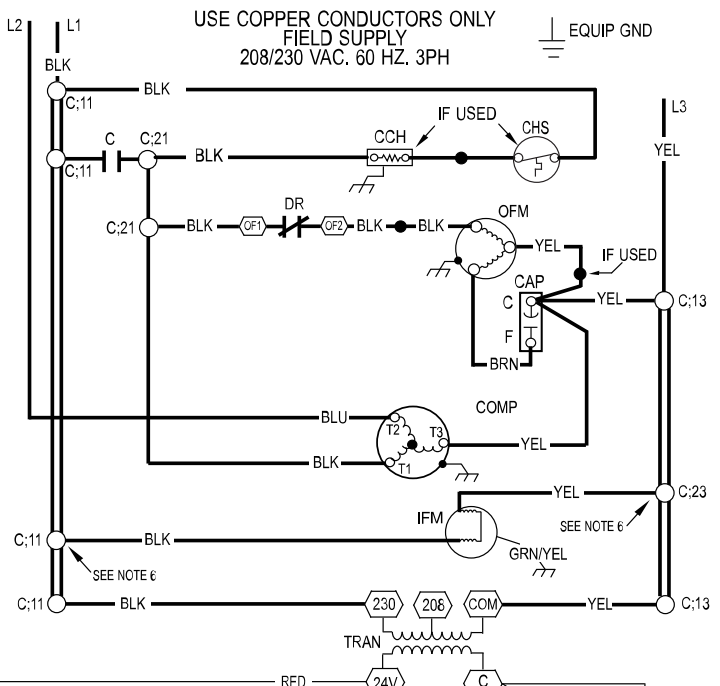 USE COPPER CONDUCTORS ONLY
FIELD SUPPLY
208/230 VAC. 60 HZ. 3PH
EQUIP GND
L2
L1
BLK
C;11
BLK
L3
YEL
IF USED
CCH
CHS
C;11
C
C;21
BLK
DR
OFM
C;21
BLK
OF1
OF2
BLK
BLK
YEL
IF USED
CAP
C
YEL
C;13
F
BRN
COMP
BLU
T2
T3
YEL
BLK
T1
YEL
C;23
IFM
SEE NOTE 6
C;11
BLK
GRN/YEL
SEE NOTE 6
C;11
BLK
230
208
COM
YEL
C;13
TRAN
RED
24V
C